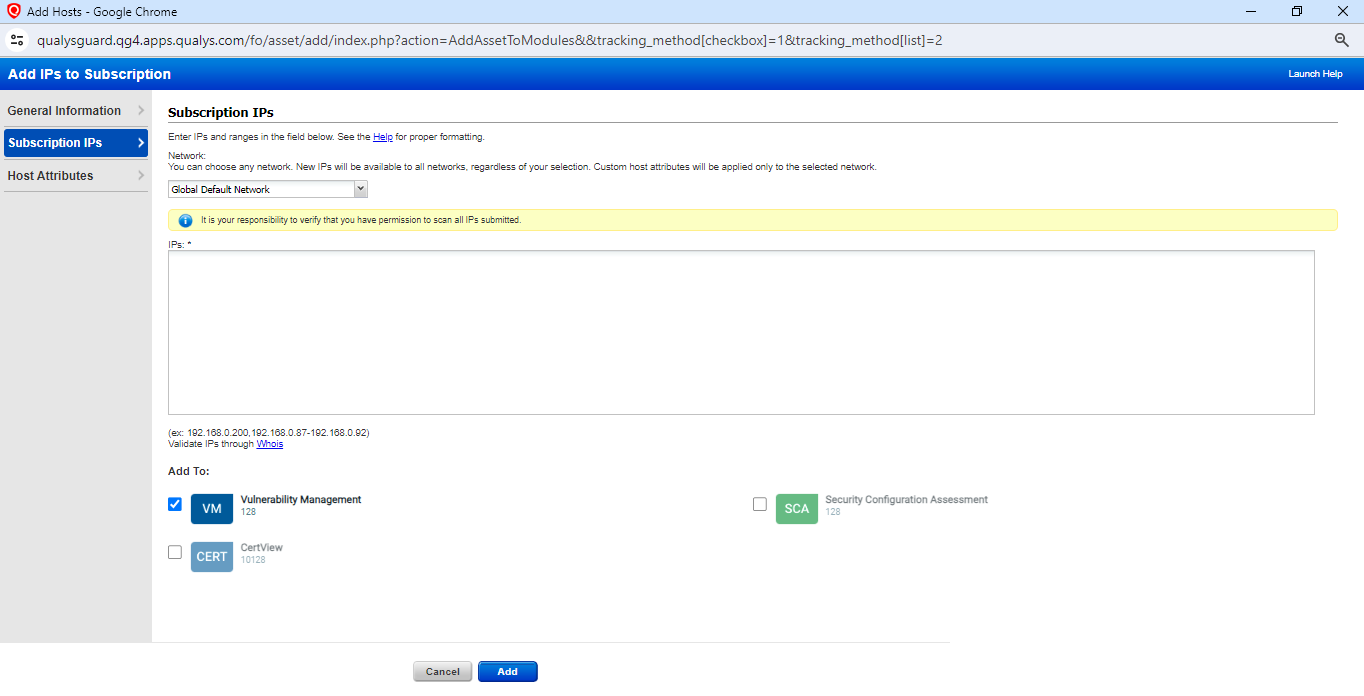 Add Hosts - Google Chrome
qualysguard.qg4.apps.qualys.com/fo/asset/add/index.php?action=AddAssetToModules&&tracking_method[checkbox]=1&tracking_method[list]=2
Add IPs to Subscription
Launch Help
General Information
Subscription IPs
Host Attributes
Subscription IPs
Enter IPs and ranges in the field below. See the Help for proper formatting.
Network:
You can choose any network. New IPs will be available to all networks, regardless of your selection. Custom host attributes will be applied only to the selected network.
Global Default Network
It is your responsibility to verify that you have permission to scan all IPs submitted.
IPs: *
(ex: 192.168.0.200,192.168.0.87-192.168.0.92)
Validate IPs through Whois
Add To:
VM
Vulnerability Management
128
SCA
Security Configuration Assessment
128
CERT
CertView
10128
Cancel
Add